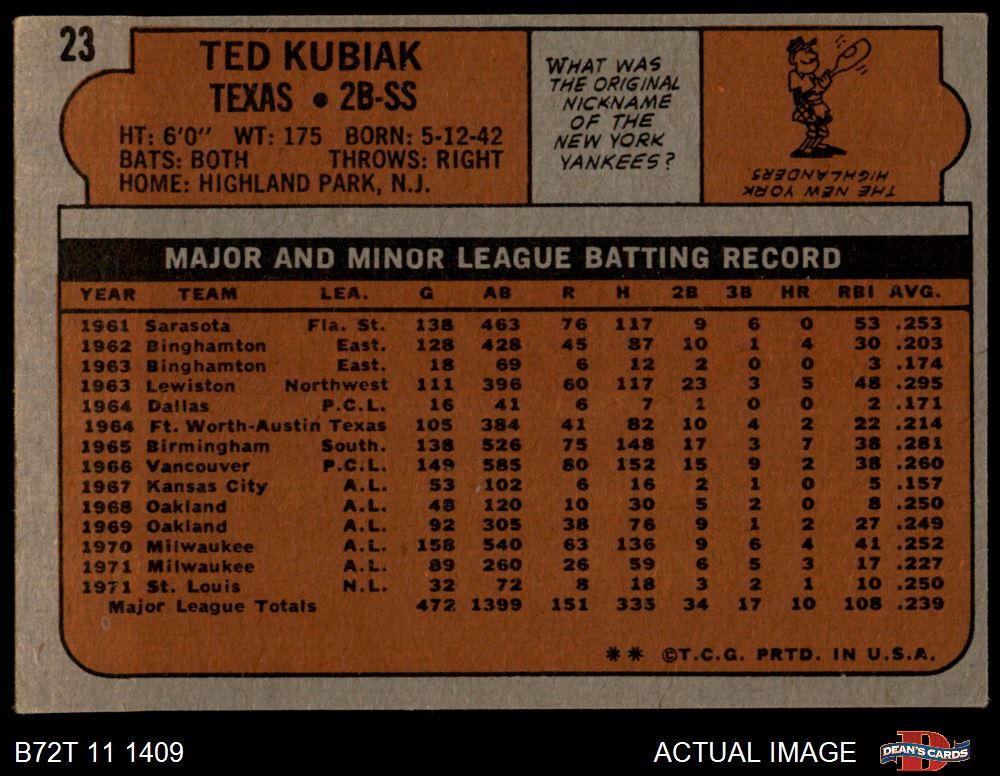 23
TED KUBIAK
TEXAS • 2B-SS
HT: 6'0" WT: 175 BORN: 5-12-42
BATS: BOTH THROWS: RIGHT
HOME: HIGHLAND PARK, N.J.
WHAT WAS
THE ORIGINAL
NICKNAME
OF THE
NEW YORK
YANKEES?
THE NEW YORK
HIGHLANDERS
MAJOR AND MINOR LEAGUE BATTING RECORD
YEAR TEAM LEA. G AB R H 2B 3B HR RBI AVG.
1961 Sarasota Fla. St. 138 463 76 117 9 6 0 53 .253
1962 Binghamton East. 128 428 45 87 10 1 4 30 .203
1963 Binghamton East. 18 69 6 12 2 0 0 3 .174
1963 Lewiston Northwest 111 396 60 117 23 3 5 48 .295
1964 Dallas P.C.L. 16 41 6 7 1 0 0 2 .171
1964 Ft. Worth-Austin Texas 105 384 41 82 10 4 2 22 .214
1965 Birmingham South. 138 526 75 148 17 3 7 38 .281
1966 Vancouver P.C.L. 149 585 80 152 15 9 2 38 .260
1967 Kansas City A.L. 53 102 6 16 2 1 0 5 .157
1968 Oakland A.L. 48 120 10 30 5 2 0 8 .250
1969 Oakland A.L. 92 305 38 76 9 1 2 27 .249
1970 Milwaukee A.L. 158 540 63 136 9 6 4 41 .252
1971 Milwaukee A.L. 89 260 26 59 6 5 3 17 .227
1971 St. Louis N.L. 32 72 8 18 3 2 1 10 .250
Major League Totals 472 1399 151 335 34 17 10 108 .239
** ©T.C.G. PRTD. IN U.S.A.
B72T 11 1409
ACTUAL IMAGE
D
DEAN'S CARDS